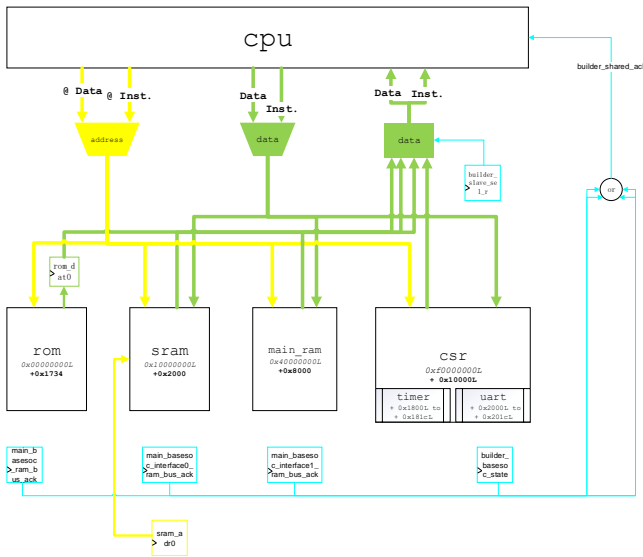 cpu
builder_shared_ack
@ Data
@ Inst.
Data
Inst.
Data
Inst.
address
data
data
builder_
slave_se
l_r
or
rom_d
at0
rom
0x00000000L
+0x1734
sram
0x10000000L
+0x2000
main_ram
0x40000000L
+0x8000
csr
0xf0000000L
+ 0x10000L
timer
+ 0x1800L to
+ 0x181cL
uart
+ 0x2000L to
+ 0x201cL
main_b
asesoc
_ram_b
us_ack
main_baseso
c_interface0_
ram_bus_ack
main_baseso
c_interface1_
ram_bus_ack
builder_
baseso
c_state
sram_a
dr0